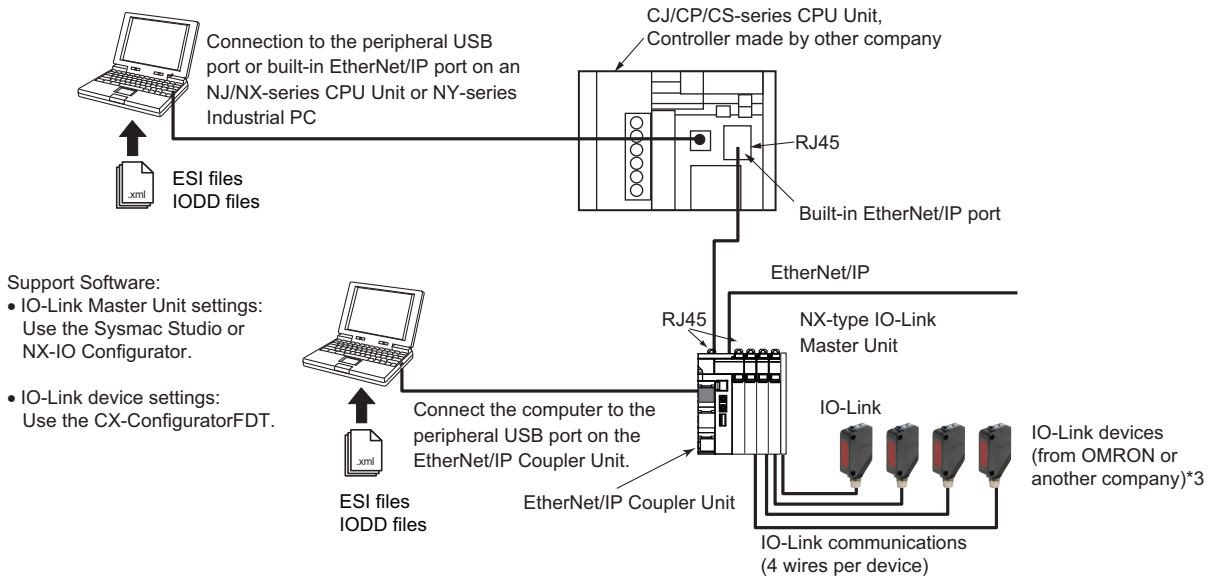 CJ/CP/CS-series CPU Unit,
Controller made by other company
Connection to the peripheral USB
port or built-in EtherNet/IP port on an
NJ/NX-series CPU Unit or NY-series
Industrial PC
RJ45
.xml
ESI files
IODD files
Built-in EtherNet/IP port
EtherNet/IP
Support Software:
• IO-Link Master Unit settings:
Use the Sysmac Studio or
NX-IO Configurator.
• IO-Link device settings:
Use the CX-ConfiguratorFDT.
RJ45
NX-type IO-Link
Master Unit
Connect the computer to the
peripheral USB port on the
EtherNet/IP Coupler Unit.
IO-Link
IO-Link devices
(from OMRON or
another company)*3
.xml
ESI files
IODD files
EtherNet/IP Coupler Unit
IO-Link communications
(4 wires per device)